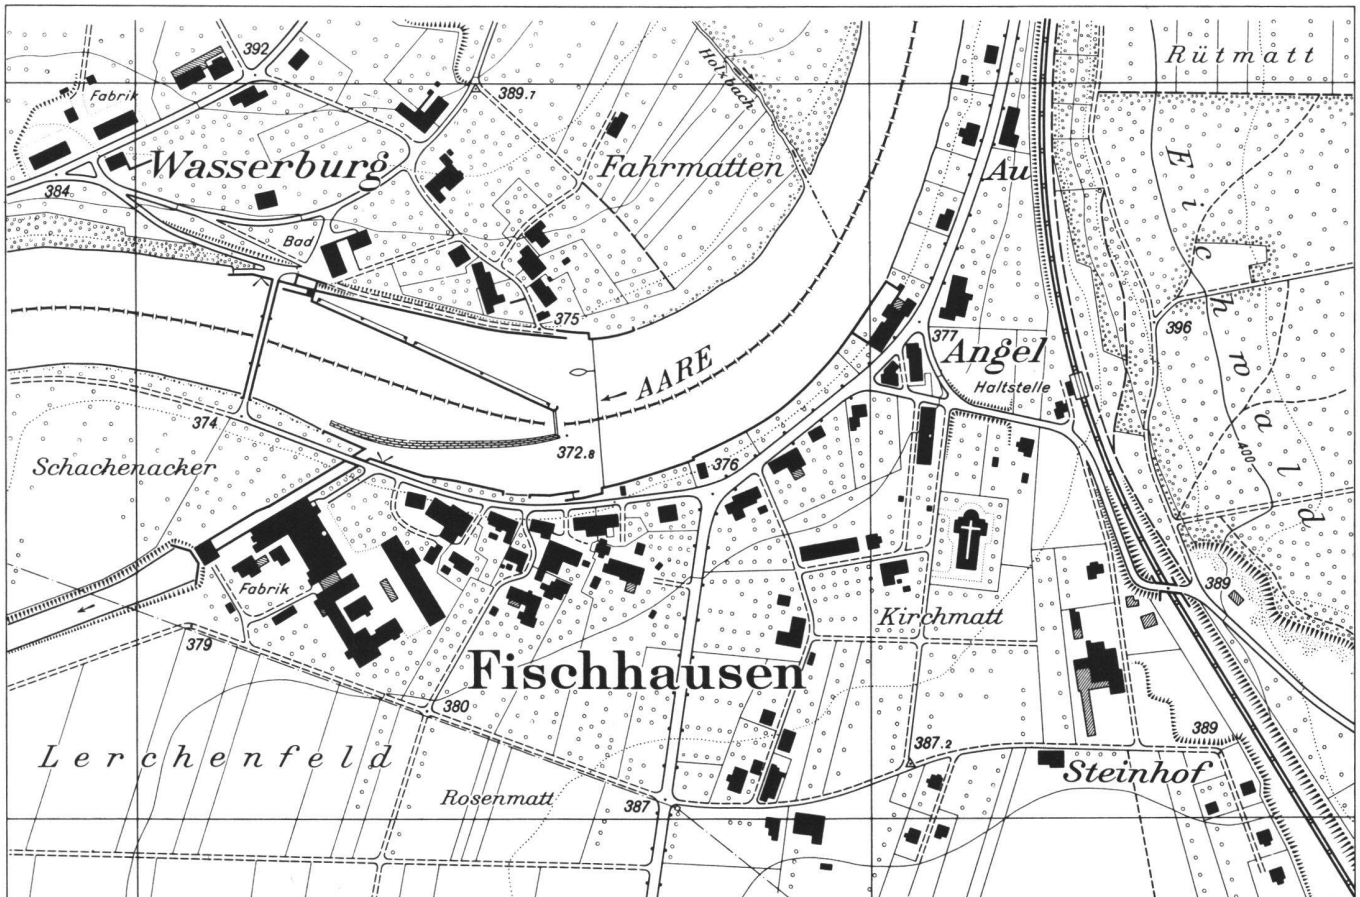 392
Rütmatt
Holzbach
Fabrik
389.7
Wasserburg
Fahrmatten
Au
Eichwald
384
Bad
375
377
Angel
396
AARE
Haltstelle
374
372.8
376
400
Schachenacker
Fabrik
389
Kirchmatt
379
Fischhausen
380
387.2
389
Lerchenfeld
Steinhof
Rosenmatt
387